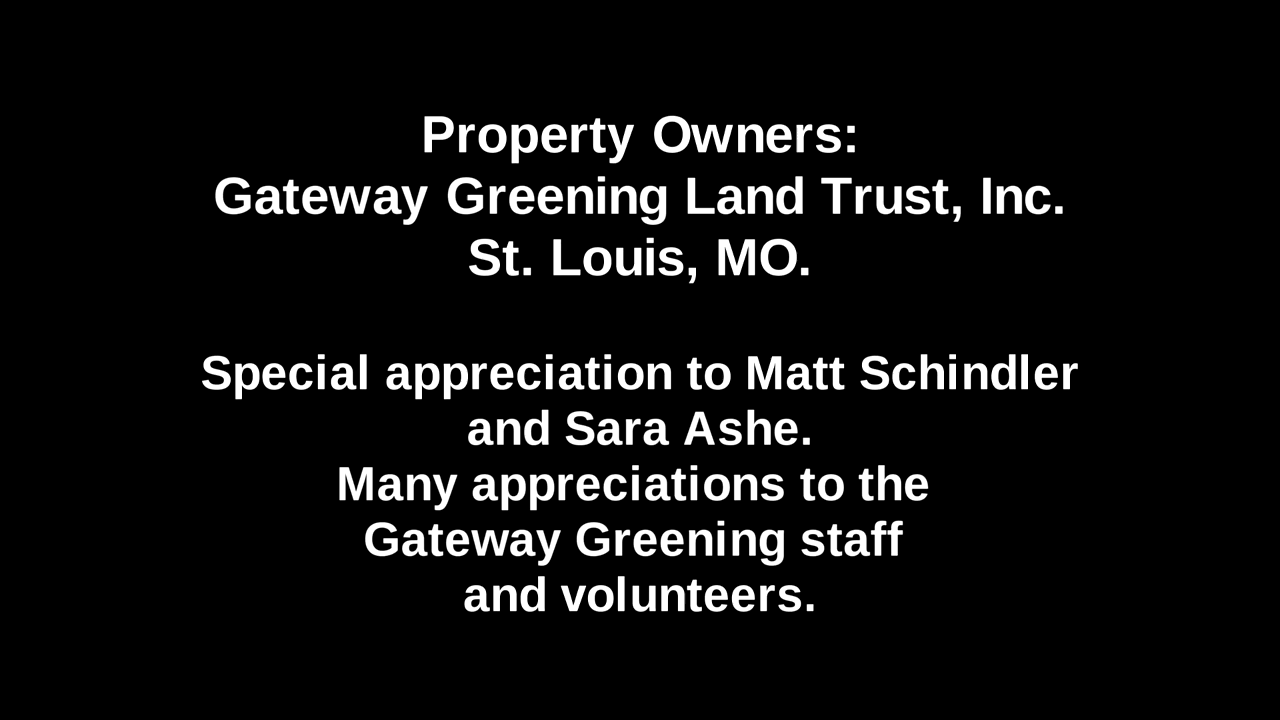 Property Owners:
Gateway Greening Land Trust, Inc.
St. Louis, MO.
Special appreciation to Matt Schindler
and Sara Ashe.
Many appreciations to the
Gateway Greening staff
and volunteers.